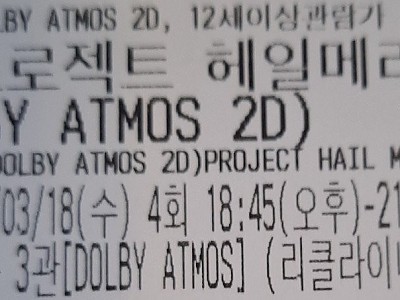 LBY ATMOS 2D, 12세이상관람가
로젝트 헤일메리
BY ATMOS 2D)
DOLBY ATMOS 2D)PROJECT HAIL M
/03/18(수) 4회 18:45(오후)-21
3관[DOLBY ATMOS] (리클라이